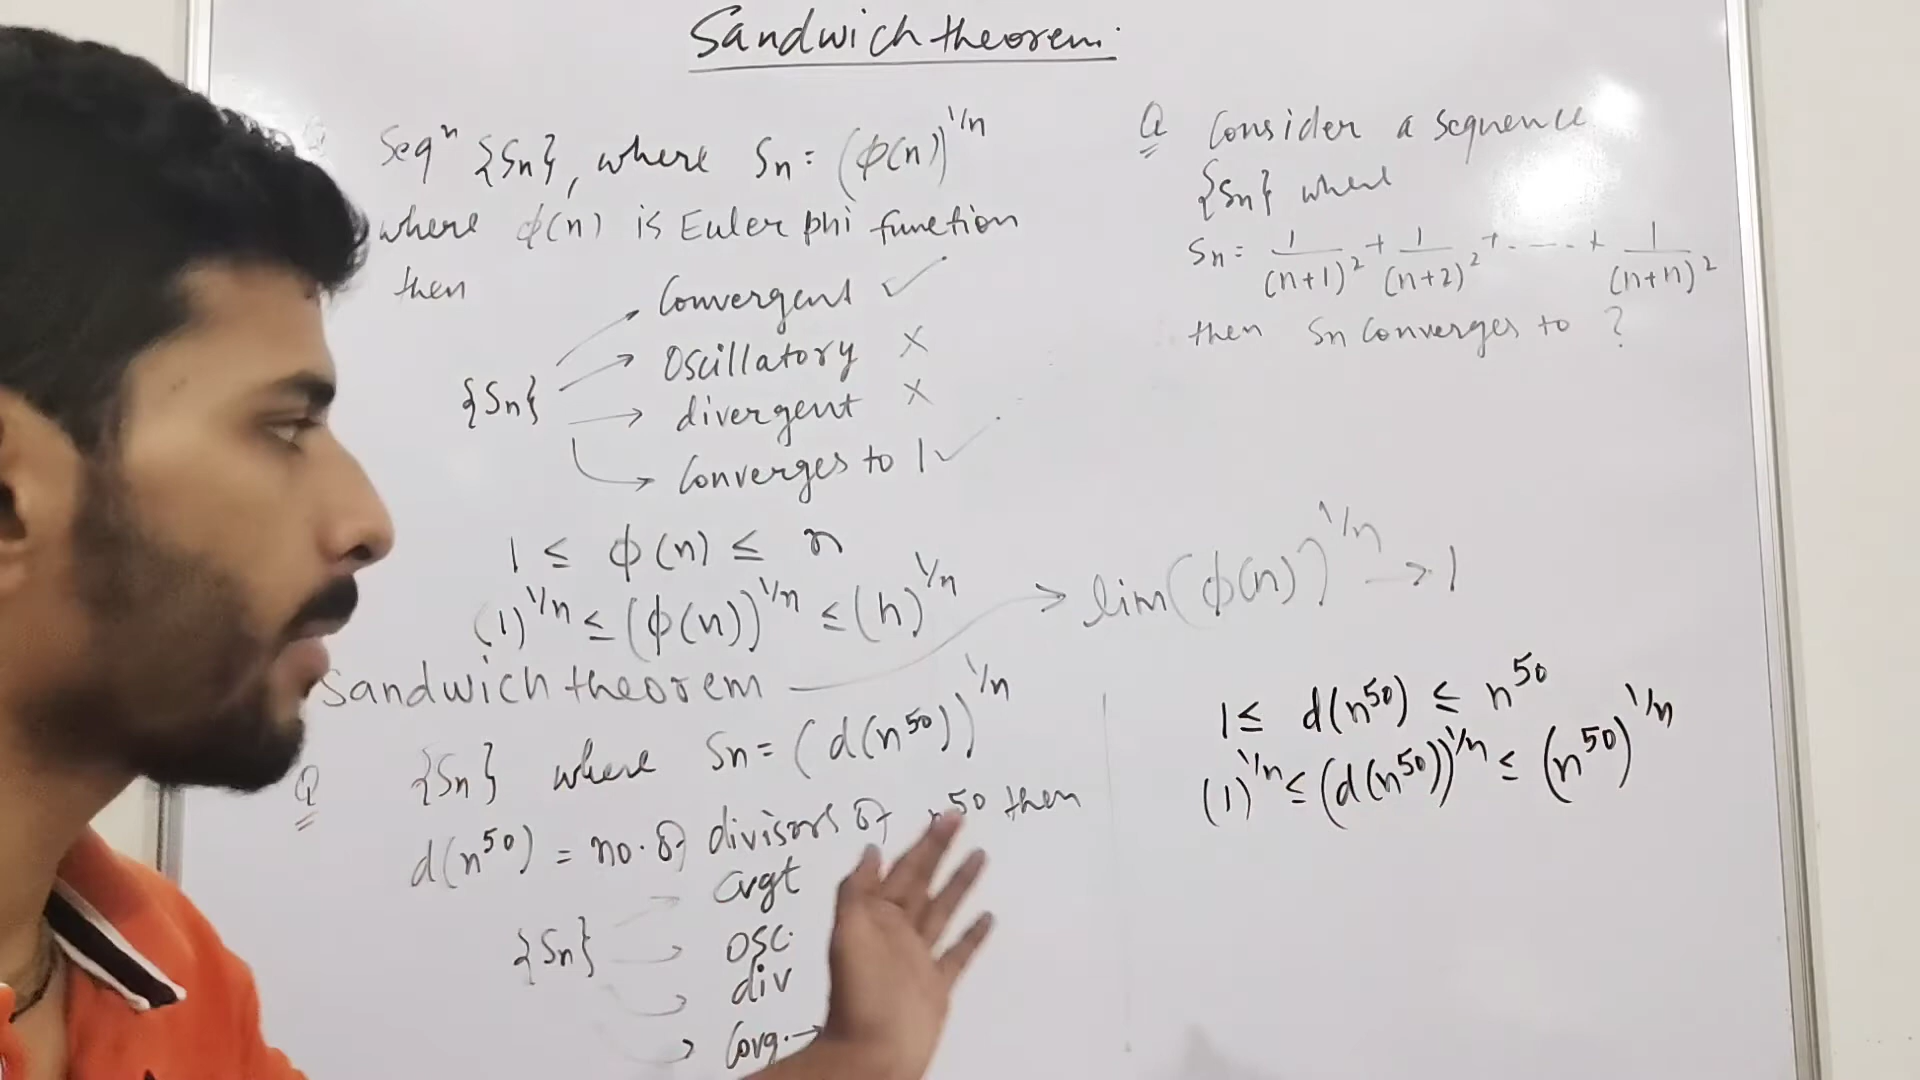 Sandwich theorem.
Seqⁿ {Sn}, where Sn = (ϕ(n))^1/n
where ϕ(n) is Euler phi function
then
{Sn}
Convergent ✓
Oscillatory ✗
divergent ✗
Converges to 1 ✓
1 ≤ ϕ(n) ≤ n
(1)^1/n ≤ (ϕ(n))^1/n ≤ (n)^1/n
Sandwich theorem → lim(ϕ(n))^1/n → 1
Q {Sn} where Sn = (d(n^50))^1/n
d(n^50) = no. of divisors of n^50 then
{Sn}
cvgt
osc.
div
Covg. →
Q Consider a sequence
{Sn} where
Sn = 1/(n+1)^2 + 1/(n+2)^2 + ---- + 1/(n+n)^2
then Sn Converges to ?
1 ≤ d(n^50) ≤ n^50
(1)^1/n ≤ (d(n^50))^1/n ≤ (n^50)^1/n